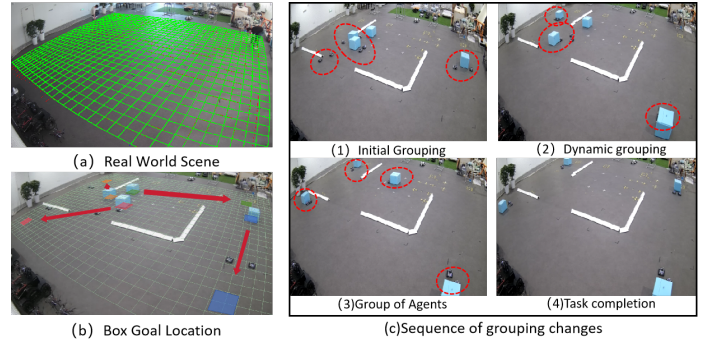 (a) Real World Scene
(b) Box Goal Location
(1) Initial Grouping
(2) Dynamic grouping
(3)Group of Agents
(4)Task completion
(c)Sequence of grouping changes